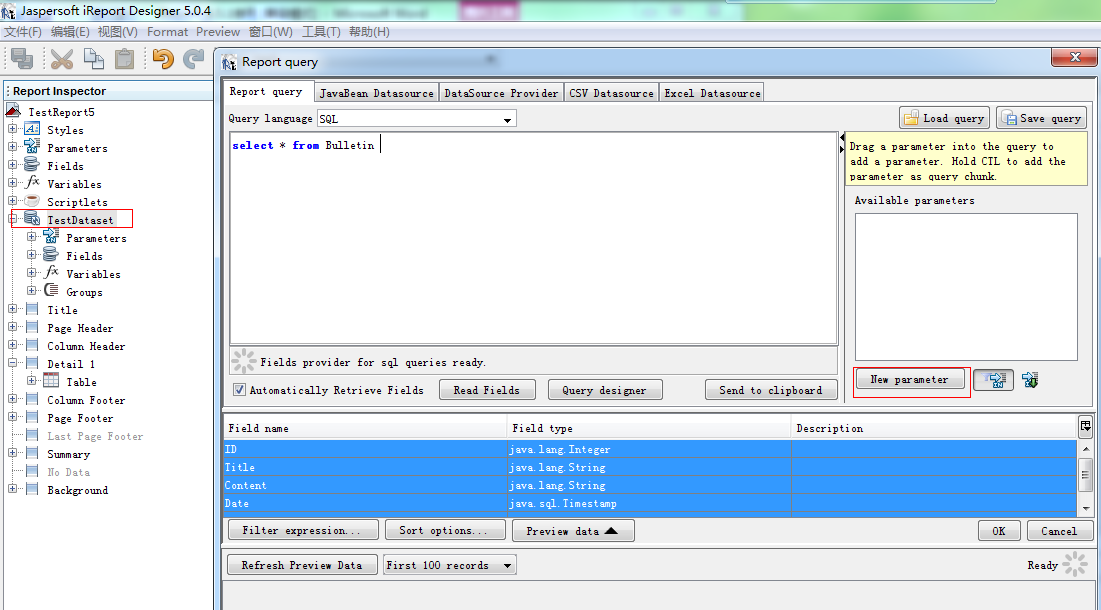 Jaspersoft iReport Designer 5.0.4
文件(F) 编辑(E) 视图(V) Format Preview 窗口(W) 工具(T) 帮助(H)
Report Inspector
TestReport5
Styles
Parameters
Fields
Variables
Scriptlets
TestDataset
Parameters
Fields
Variables
Groups
Title
Page Header
Column Header
Detail 1
Table
Column Footer
Page Footer
Last Page Footer
Summary
No Data
Background
Report query
Report query JavaBean Datasource DataSource Provider CSV Datasource Excel Datasource
Query language SQL
Load query Save query
select * from Bulletin
Drag a parameter into the query to
add a parameter. Hold CTL to add the
parameter as query chunk.
Available parameters
Fields provider for sql queries ready.
Automatically Retrieve Fields Read Fields Query designer Send to clipboard
New parameter
Field name Field type Description
ID java.lang.Integer
Title java.lang.String
Content java.lang.String
Date java.sql.Timestamp
Filter expression... Sort options... Preview data OK Cancel
Refresh Preview Data First 100 records Ready